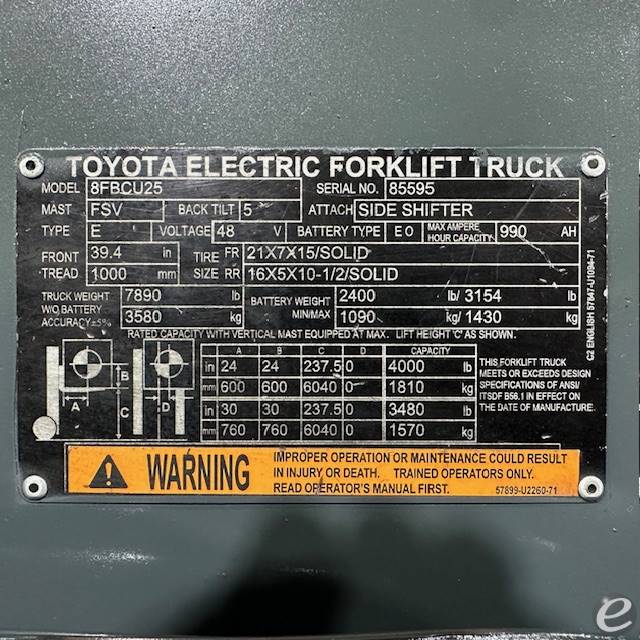 TOYOTA ELECTRIC FORKLIFT TRUCK
MODEL 8FBCU25 SERIAL NO. 85595
MAST FSV BACK TILT 5 ATTACH SIDE SHIFTER
TYPE E VOLTAGE 48 V BATTERY TYPE E0 MAX AMPERE HOUR CAPACITY 990 AH
FRONT 39.4 in TIRE FR 21X7X15/SOLID
TREAD 1000 mm SIZE RR 16X5X10-1/2/SOLID
TRUCK WEIGHT 7890 lb BATTERY WEIGHT 2400 lb/ 3154 lb
W/O BATTERY
ACCURACY ±5% 3580 kg MIN/MAX 1090 kg/ 1430 kg
RATED CAPACITY WITH VERTICAL MAST EQUIPPED AT MAX. LIFT HEIGHT 'C' AS SHOWN.
A B C D CAPACITY
in 24 24 237.5 0 4000 lb
mm 600 600 6040 0 1810 kg
in 30 30 237.5 0 3480 lb
mm 760 760 6040 0 1570 kg
A B C D
THIS FORKLIFT TRUCK
MEETS OR EXCEEDS DESIGN
SPECIFICATIONS OF ANSI/
ITSDF B56.1 IN EFFECT ON
THE DATE OF MANUFACTURE.
C2 ENGLISH 57647-U1094-71
WARNING
IMPROPER OPERATION OR MAINTENANCE COULD RESULT
IN INJURY OR DEATH. TRAINED OPERATORS ONLY.
READ OPERATOR'S MANUAL FIRST. 57899-U2260-71
e